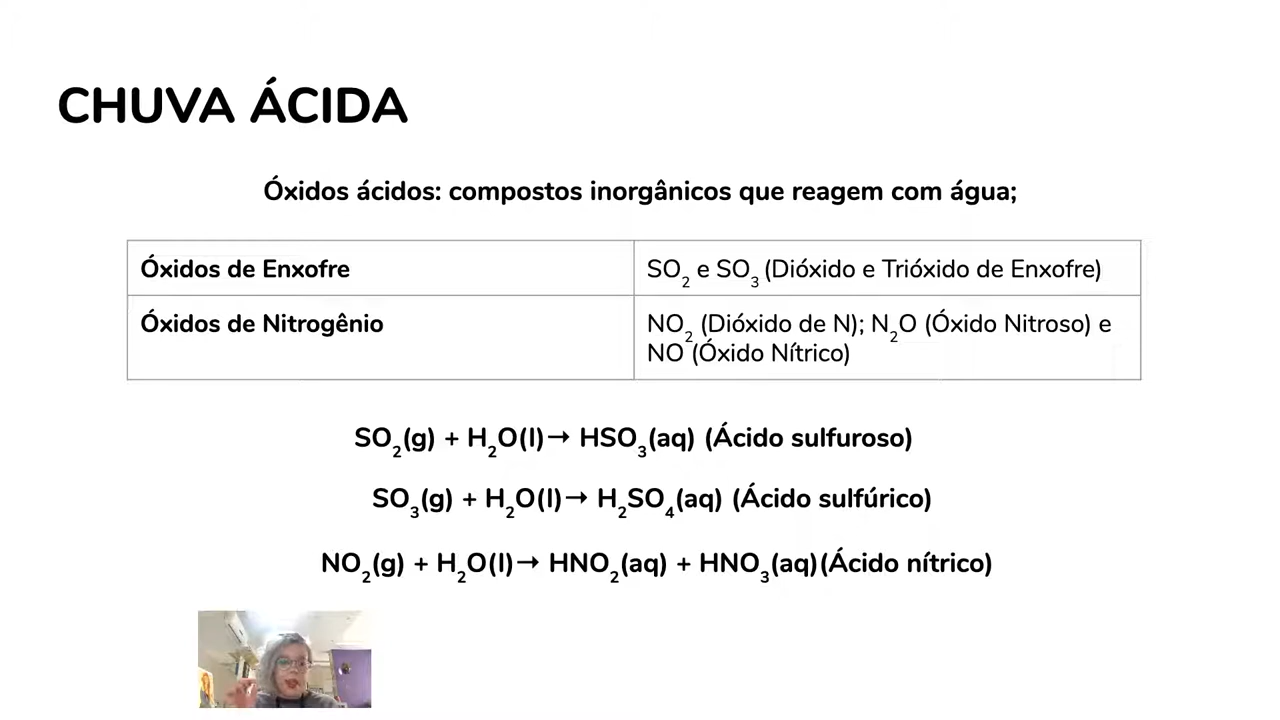 CHUVA ÁCIDA
Óxidos ácidos: compostos inorgânicos que reagem com água;
Óxidos de Enxofre
SO₂ e SO₃ (Dióxido e Trióxido de Enxofre)
Óxidos de Nitrogênio
NO₂ (Dióxido de N); N₂O (Óxido Nitroso) e
NO (Óxido Nítrico)
SO₂(g) + H₂O(l)→ HSO₃(aq) (Ácido sulfuroso)
SO₃(g) + H₂O(l)→ H₂SO₄(aq) (Ácido sulfúrico)
NO₂(g) + H₂O(l)→ HNO₂(aq) + HNO₃(aq)(Ácido nítrico)